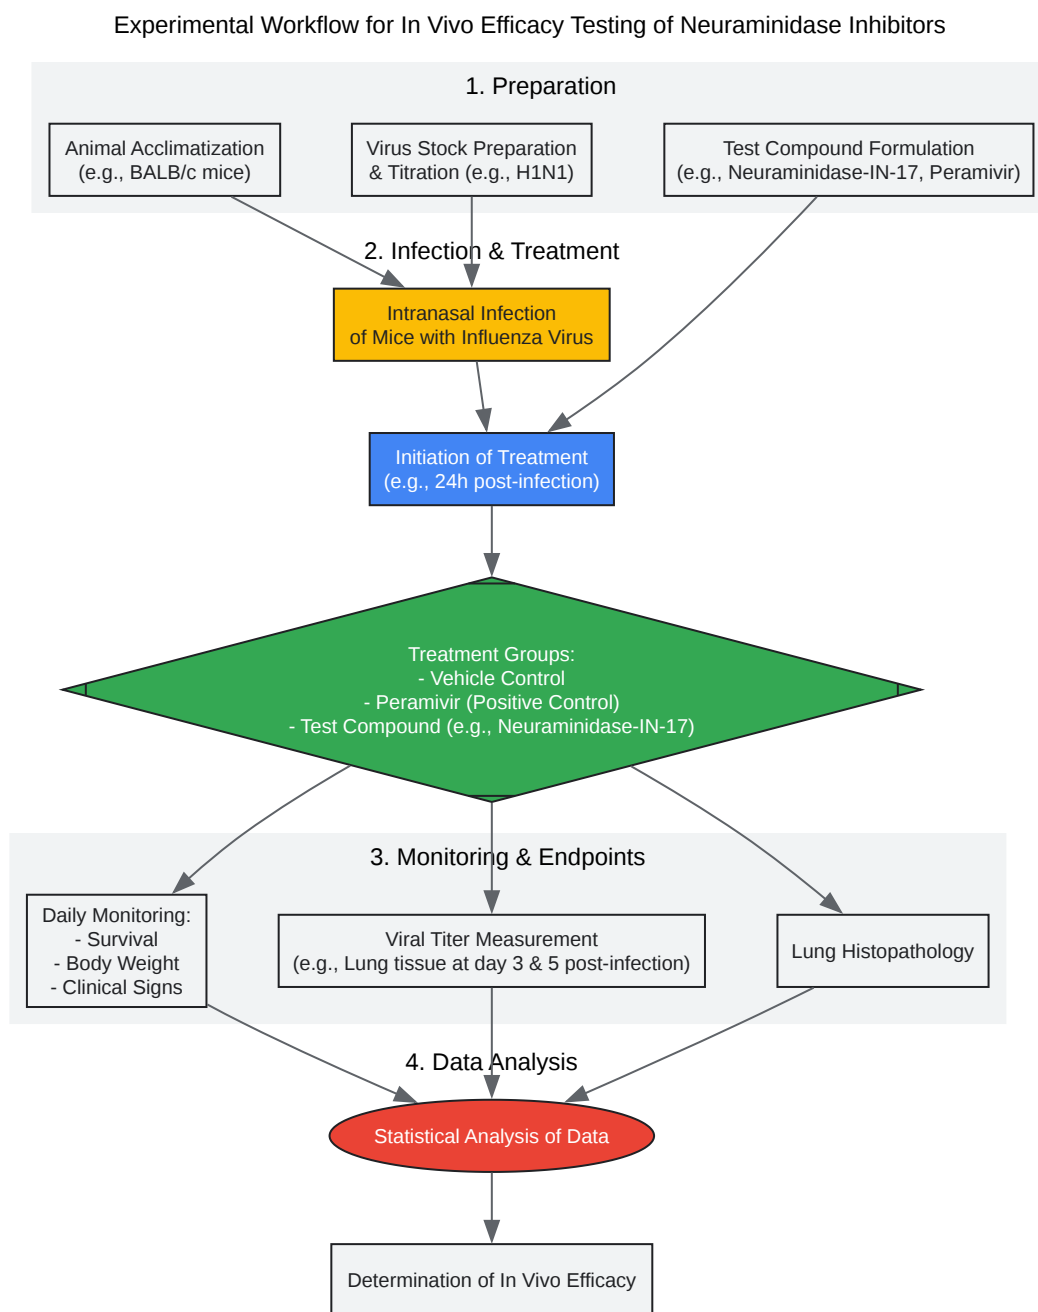 Experimental Workflow for In Vivo Efficacy Testing of Neuraminidase Inhibitors
1. Preparation
Animal Acclimatization
(e.g., BALB/c mice)
Virus Stock Preparation
& Titration (e.g., H1N1)
Test Compound Formulation
(e.g., Neuraminidase-IN-17, Peramivir)
2. Infection & Treatment
Intranasal Infection
of Mice with Influenza Virus
Initiation of Treatment
(e.g., 24h post-infection)
Treatment Groups:
- Vehicle Control
- Peramivir (Positive Control)
- Test Compound (e.g., Neuraminidase-IN-17)
3. Monitoring & Endpoints
Daily Monitoring:
- Survival
- Body Weight
- Clinical Signs
Viral Titer Measurement
(e.g., Lung tissue at day 3 & 5 post-infection)
Lung Histopathology
4. Data Analysis
Statistical Analysis of Data
Determination of In Vivo Efficacy